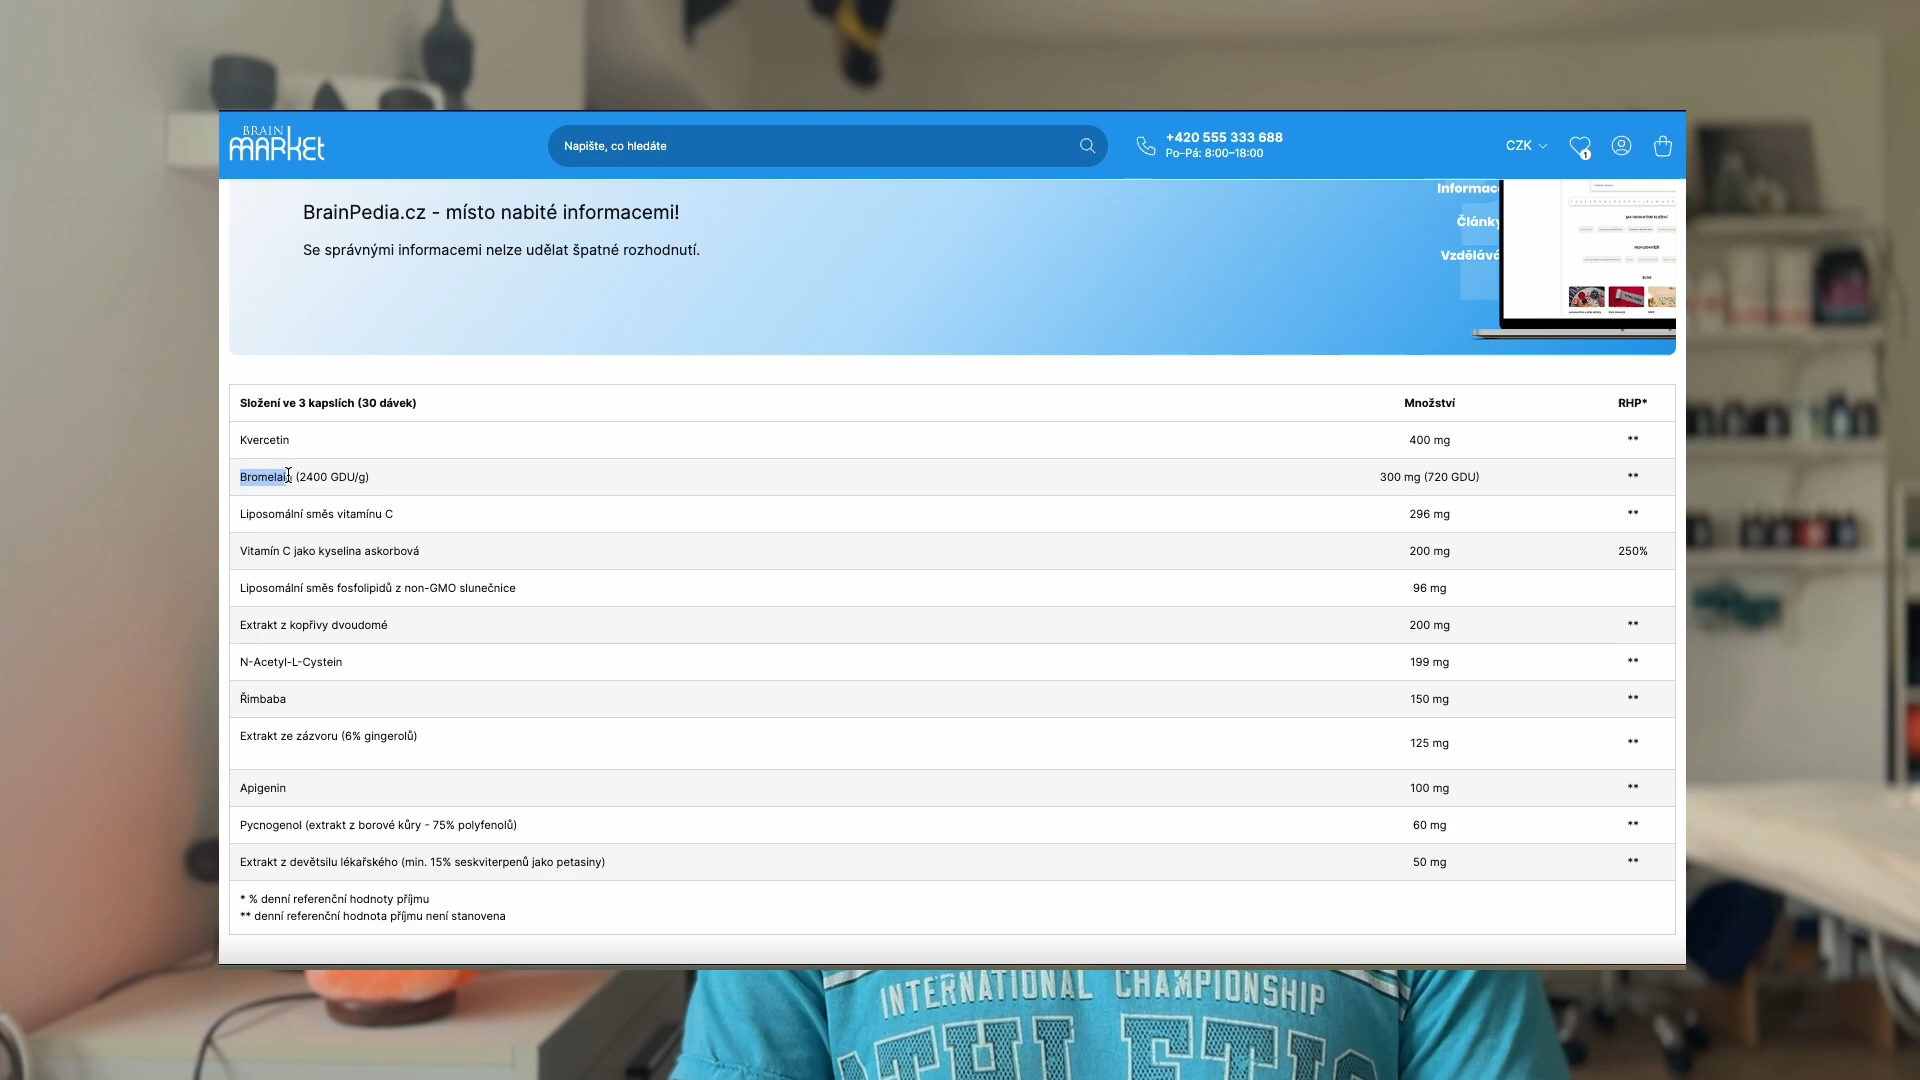 BRAIN
MARKET
Napište, co hledáte
+420 555 333 688
Po–Pá: 8:00–18:00
CZK
1
BrainPedia.cz - místo nabité informacemi!
Se správnými informacemi nelze udělat špatné rozhodnutí.
Informac
Článk
Vzdělává
BLOG
Složení ve 3 kapslích (30 dávek) Množství RHP*
Kvercetin 400 mg **
Bromelain (2400 GDU/g) 300 mg (720 GDU) **
Liposomální směs vitamínu C 296 mg **
Vitamín C jako kyselina askorbová 200 mg 250%
Liposomální směs fosfolipidů z non-GMO slunečnice 96 mg
Extrakt z kopřivy dvoudomé 200 mg **
N-Acetyl-L-Cystein 199 mg **
Řimbaba 150 mg **
Extrakt ze zázvoru (6% gingerolů) 125 mg **
Apigenin 100 mg **
Pycnogenol (extrakt z borové kůry - 75% polyfenolů) 60 mg **
Extrakt z devětsilu lékařského (min. 15% seskviterpenů jako petasiny) 50 mg **
* % denní referenční hodnoty příjmu
** denní referenční hodnota příjmu není stanovena
INTERNATIONAL CHAMPIONSHIP